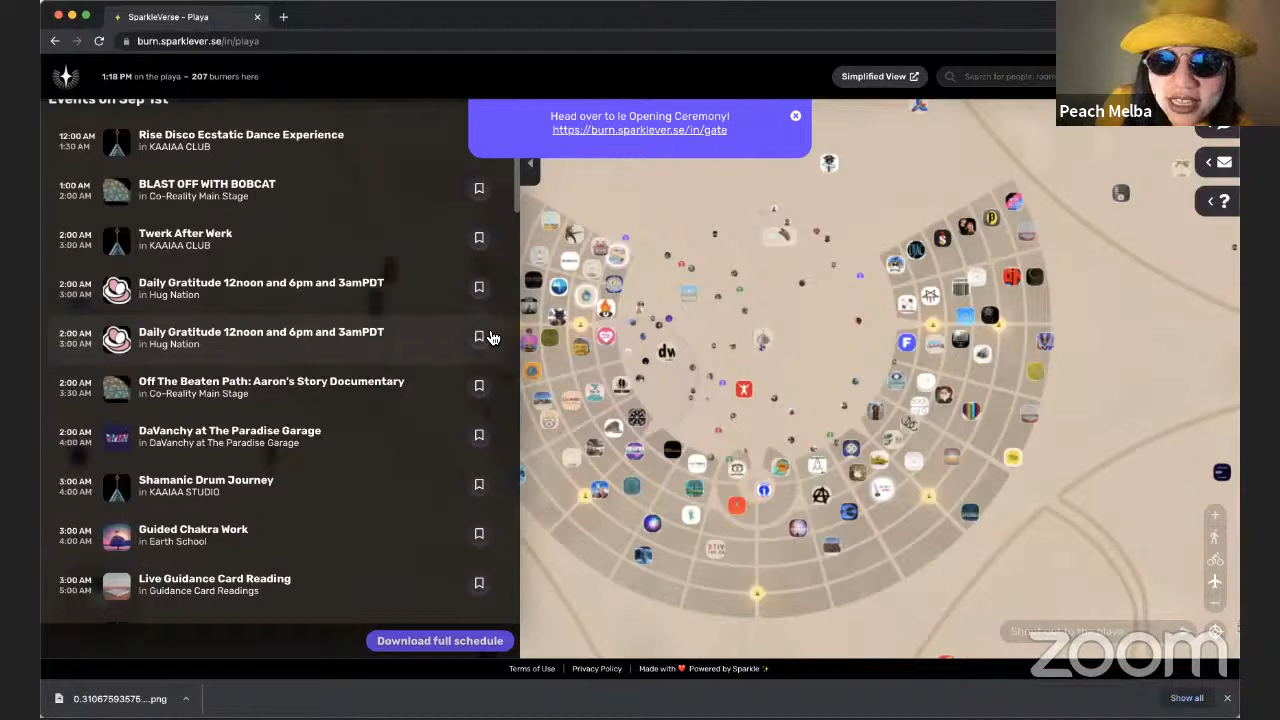 SparkleVerse - Playa
burn.sparklever.se/in/playa
1:18 PM on the playa – 207 burners here
Simplified View
Search for people, room
Peach Melba
Events on Sep 1st
Head over to le Opening Ceremony!
https://burn.sparklever.se/in/gate
12:00 AM
1:30 AM
Rise Disco Ecstatic Dance Experience
in KAAIAA CLUB
1:00 AM
2:00 AM
BLAST OFF WITH BOBCAT
in Co-Reality Main Stage
2:00 AM
3:00 AM
Twerk After Werk
in KAAIAA CLUB
2:00 AM
3:00 AM
Daily Gratitude 12noon and 6pm and 3amPDT
in Hug Nation
2:00 AM
3:00 AM
Daily Gratitude 12noon and 6pm and 3amPDT
in Hug Nation
2:00 AM
3:30 AM
Off The Beaten Path: Aaron's Story Documentary
in Co-Reality Main Stage
2:00 AM
4:00 AM
DaVanchy at The Paradise Garage
in DaVanchy at The Paradise Garage
3:00 AM
4:00 AM
Shamanic Drum Journey
in KAAIAA STUDIO
3:00 AM
4:00 AM
Guided Chakra Work
in Earth School
3:00 AM
5:00 AM
Live Guidance Card Reading
in Guidance Card Readings
Download full schedule
dw
F
Shout out to the playa
zoom
Terms of Use | Privacy Policy | Made with ❤️ Powered by Sparkle ✨
0.31067593575....png
Show all